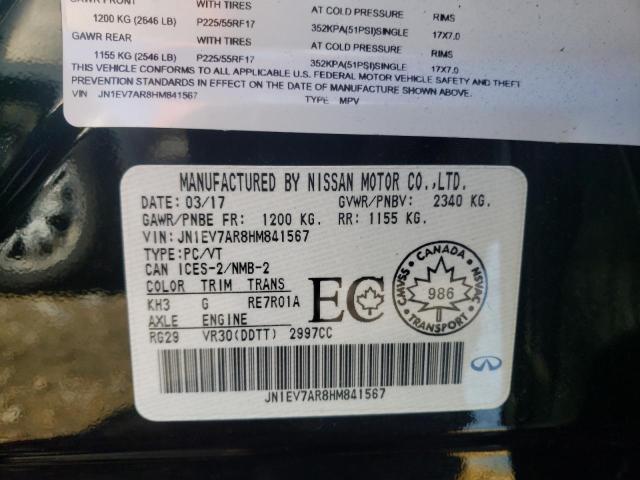 GAWR FRONT WITH TIRES AT COLD PRESSURE RIMS
1200 KG (2646 LB) P225/55RF17 352KPA(51PSI)SINGLE 17X7.0
GAWR REAR WITH TIRES AT COLD PRESSURE RIMS
1155 KG (2546 LB) P225/55RF17 352KPA(51PSI)SINGLE 17X7.0
THIS VEHICLE CONFORMS TO ALL APPLICABLE U.S. FEDERAL MOTOR VEHICLE SAFETY AND THEFT
PREVENTION STANDARDS IN EFFECT ON THE DATE OF MANUFACTURE SHOWN ABOVE.
VIN JN1EV7AR8HM841567 TYPE MPV
MANUFACTURED BY NISSAN MOTOR CO.,LTD.
DATE: 03/17 GVWR/PNBV: 2340 KG.
GAWR/PNBE FR: 1200 KG. RR: 1155 KG.
VIN: JN1EV7AR8HM841567
TYPE:PC/VT
CAN ICES-2/NMB-2
COLOR TRIM TRANS
KH3 G RE7R01A
AXLE ENGINE
RG29 VR30(DDTT) 2997CC
EC
CANADA
CMVSS NSVAC
986
TRANSPORT
JN1EV7AR8HM841567